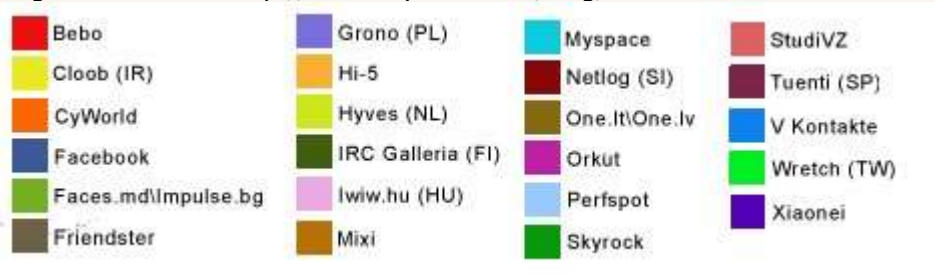 Bebo
Cloob (IR)
CyWorld
Facebook
Faces.md\Impulse.bg
Friendster
Grono (PL)
Hi-5
Hyves (NL)
IRC Galleria (FI)
Iwiw.hu (HU)
Mixi
Myspace
Netlog (SI)
One.lt\One.lv
Orkut
Perfspot
Skyrock
StudiVZ
Tuenti (SP)
V Kontakte
Wretch (TW)
Xiaonei